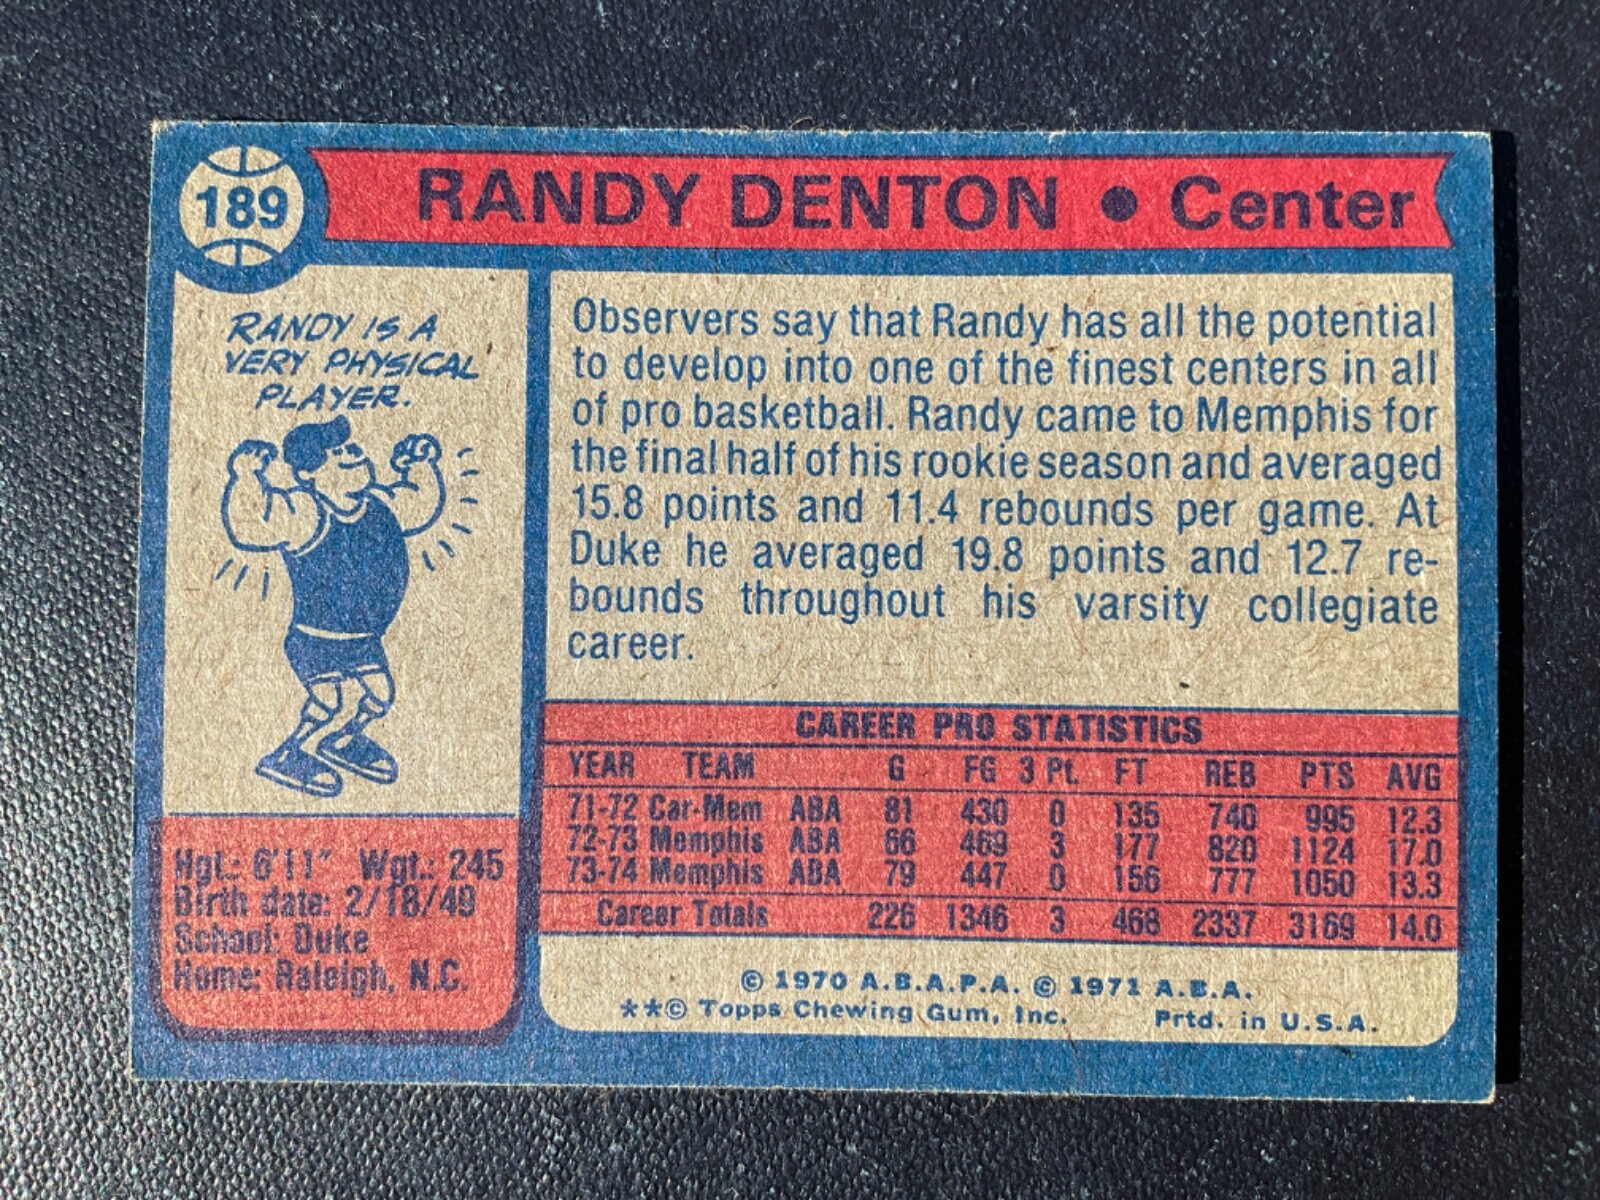 189
RANDY DENTON • Center
RANDY IS A
VERY PHYSICAL
PLAYER.
Hgt.: 6'11" Wgt.: 245
Birth date: 2/18/49
School: Duke
Home: Raleigh, N.C.
Observers say that Randy has all the potential
to develop into one of the finest centers in all
of pro basketball. Randy came to Memphis for
the final half of his rookie season and averaged
15.8 points and 11.4 rebounds per game. At
Duke he averaged 19.8 points and 12.7 re-
bounds throughout his varsity collegiate
career.
CAREER PRO STATISTICS
YEAR TEAM G FG 3 Pt. FT REB PTS AVG
71-72 Car-Mem ABA 81 430 0 135 740 995 12.3
72-73 Memphis ABA 66 469 3 177 820 1124 17.0
73-74 Memphis ABA 79 447 0 156 777 1050 13.3
Career Totals 226 1346 3 468 2337 3169 14.0
© 1970 A.B.A.P.A. © 1971 A.B.A.
**© Topps Chewing Gum, Inc. Prtd. in U.S.A.